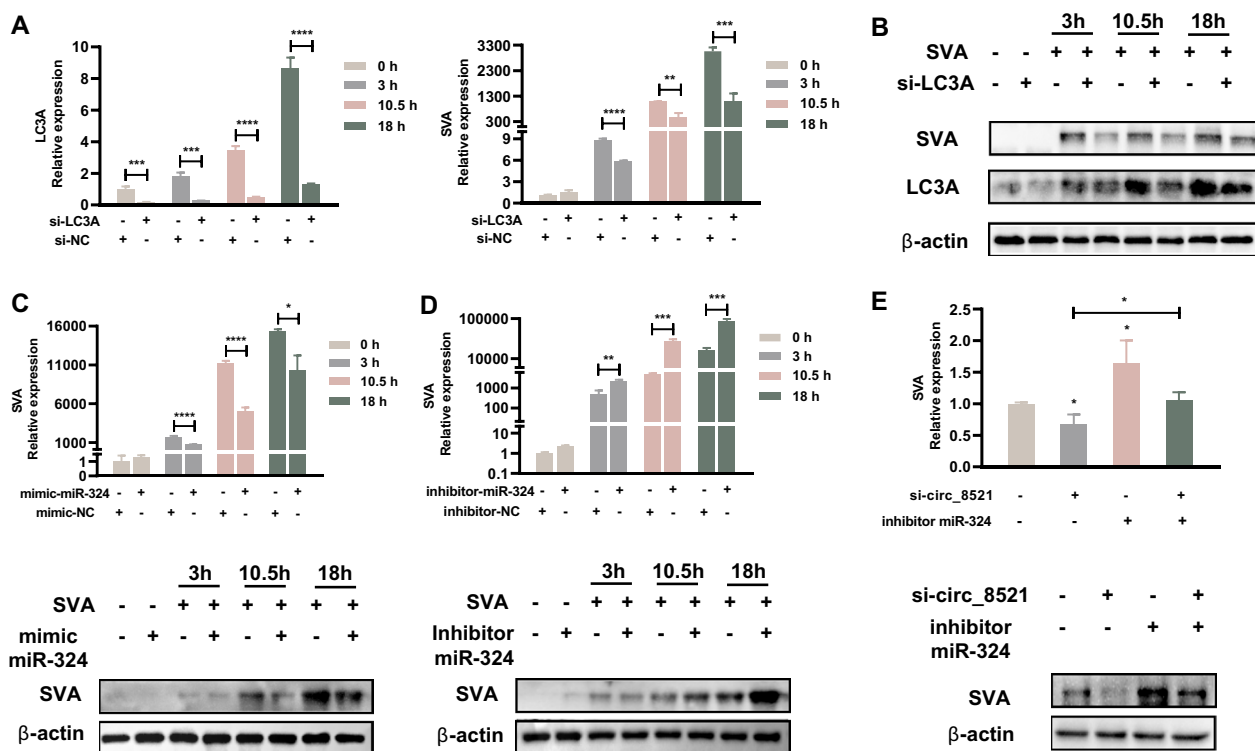 A
LC3A
Relative expression
10
8
6
4
2
0
***
***
****
****
0 h
3 h
10.5 h
18 h
- + - + - + - +
si-LC3A
+ - + - + - + -
si-NC
SVA
Relative expression
3300
2300
1300
300
9
6
3
0
****
**
***
0 h
3 h
10.5 h
18 h
- + - + - + - +
si-LC3A
+ - + - + - + -
si-NC
B
3h 10.5h 18h
SVA - - + + + + + +
si-LC3A - + - + - + - +
SVA
LC3A
β-actin
C
SVA
Relative expression
16000
11000
6000
1000
1
0
****
****
*
0 h
3 h
10.5 h
18 h
mimic-miR-324 - + - + - + - +
mimic-NC + - + - + - + -
3h 10.5h 18h
SVA - - + + + + + +
mimic - + - + - + - +
miR-324
SVA
β-actin
D
SVA
Relative expression
100000
10000
1000
100
10
1
0.1
**
***
***
0 h
3 h
10.5 h
18 h
inhibitor-miR-324 - + - + - + - +
inhibitor-NC + - + - + - + -
3h 10.5h 18h
SVA - - + + + + + +
Inhibitor - + - + - + - +
miR-324
SVA
β-actin
E
SVA
Relative expression
2.5
2.0
1.5
1.0
0.5
0.0
*
*
*
si-circ_8521 - + - +
inhibitor miR-324 - - + +
si-circ_8521 - + - +
inhibitor - - + +
miR-324
SVA
β-actin